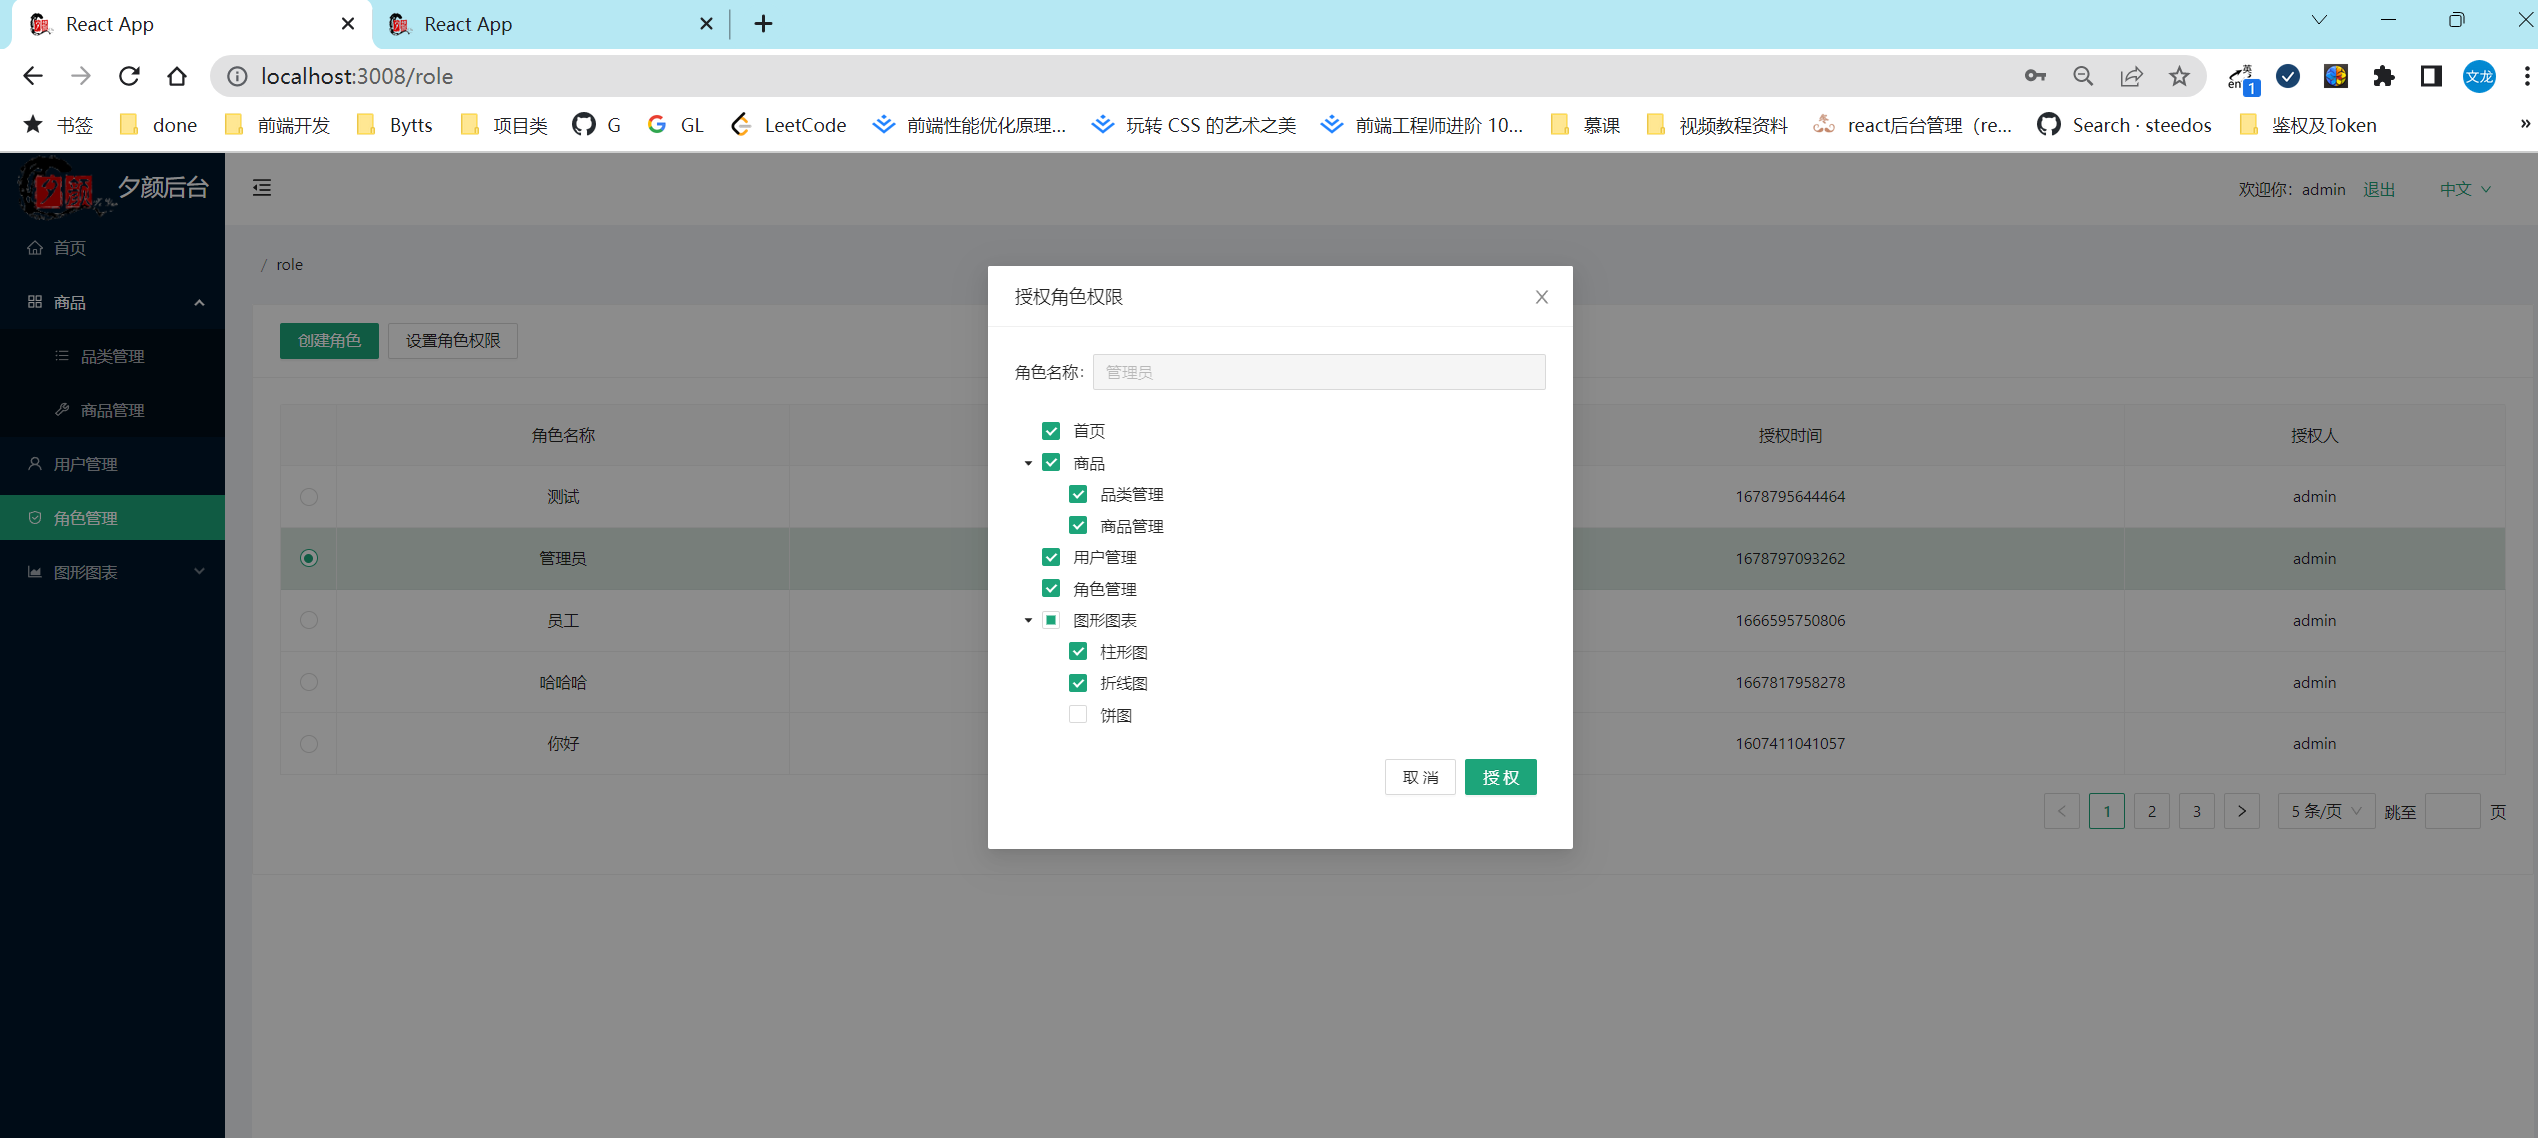 React App
React App
localhost:3008/role
英
en
1
文龙
书签
done
前端开发
Bytts
项目类
G
GL
LeetCode
前端性能优化原理...
玩转 CSS 的艺术之美
前端工程师进阶 10...
慕课
视频教程资料
react后台管理（re...
Search · steedos
鉴权及Token
»
夕颜后台
欢迎你：admin
退出
中文
首页
商品
品类管理
商品管理
用户管理
角色管理
图形图表
/ role
创建角色
设置角色权限
角色名称
授权时间
授权人
测试
1678795644464
admin
管理员
1678797093262
admin
员工
1666595750806
admin
哈哈哈
1667817958278
admin
你好
1607411041057
admin
1
2
3
5 条/页
跳至
页
授权角色权限
角色名称：
管理员
首页
商品
品类管理
商品管理
用户管理
角色管理
图形图表
柱形图
折线图
饼图
取 消
授 权